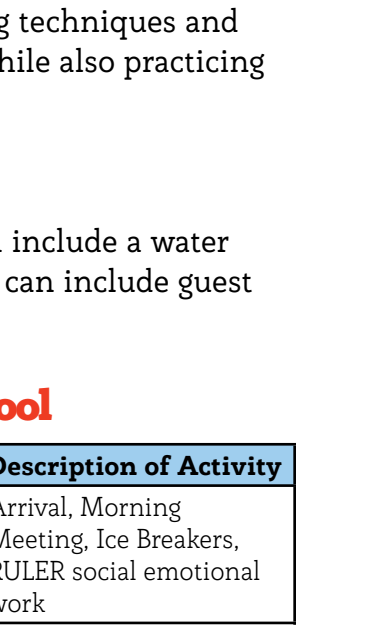 g techniques and
hile also practicing
include a water
can include guest
ool
Description of Activity
Arrival, Morning
Meeting, Ice Breakers,
RULER social emotional
work